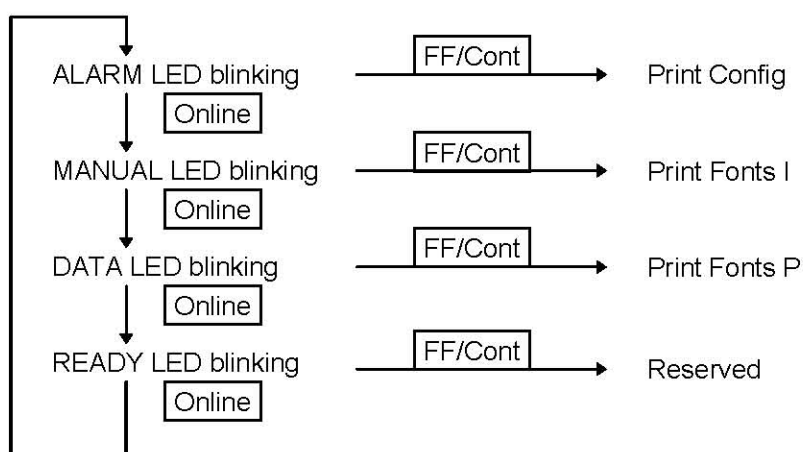 FF/Cont
ALARM LED blinking
Print Config
Online
FF/Cont
MANUAL LED blinking
Print Fonts I
Online
FF/Cont
DATA LED blinking
Print Fonts P
Online
FF/Cont
READY LED blinking
Reserved
Online